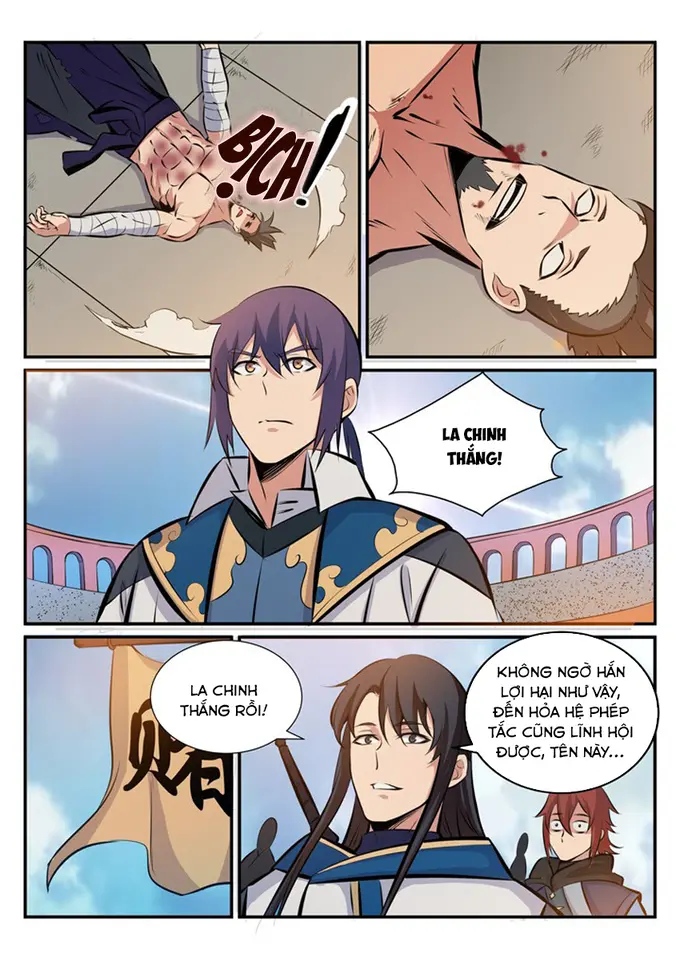 BỊCH!
LA CHINH
THẮNG!
LA CHINH
THẮNG RỒI!
赌
KHÔNG NGỜ HẮN
LỢI HẠI NHƯ VẬY,
ĐẾN HỎA HỆ PHÉP
TẮC CŨNG LĨNH HỘI
ĐƯỢC, TÊN NÀY...